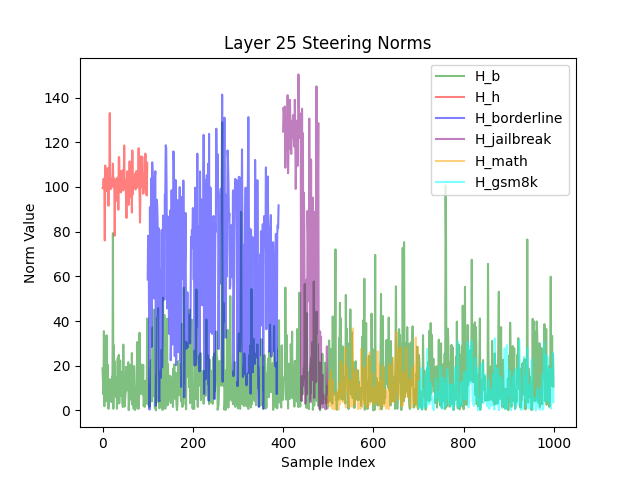 Layer 25 Steering Norms
H_b
H_h
H_borderline
H_jailbreak
H_math
H_gsm8k
Norm Value
140
120
100
80
60
40
20
0
0
200
400
600
800
1000
Sample Index